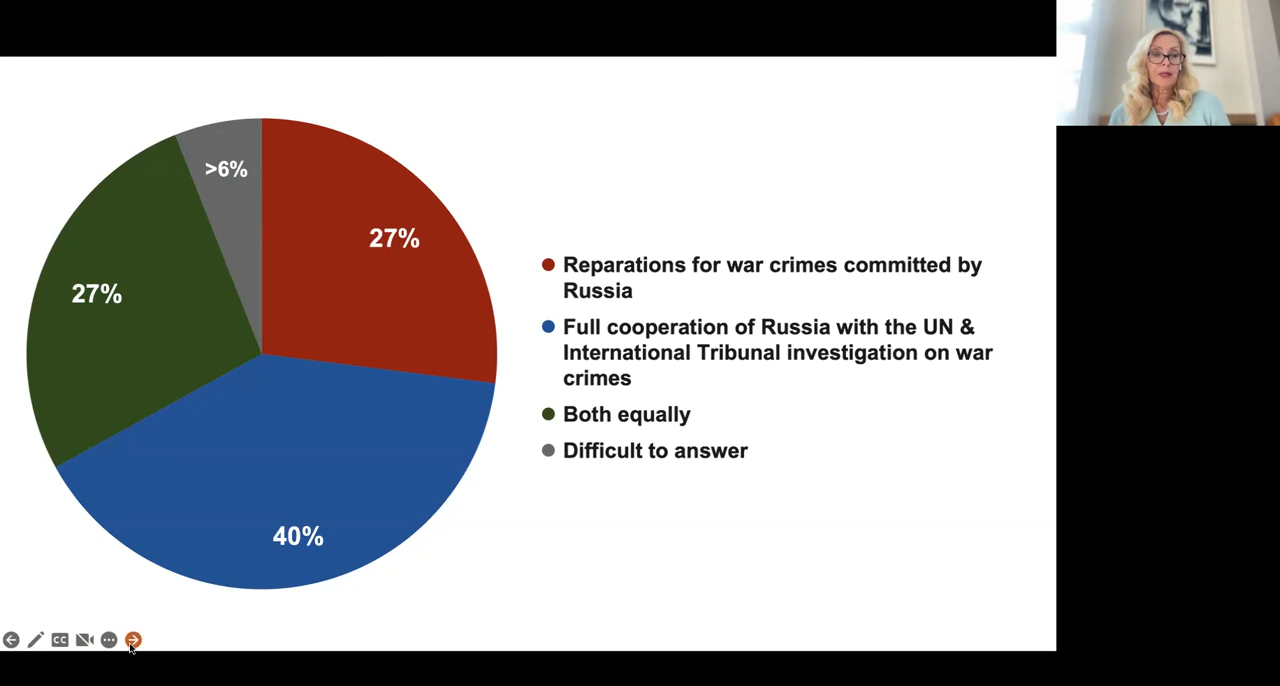 >6%
27%
27%
40%
Reparations for war crimes committed by
Russia
Full cooperation of Russia with the UN &
International Tribunal investigation on war
crimes
Both equally
Difficult to answer
CC